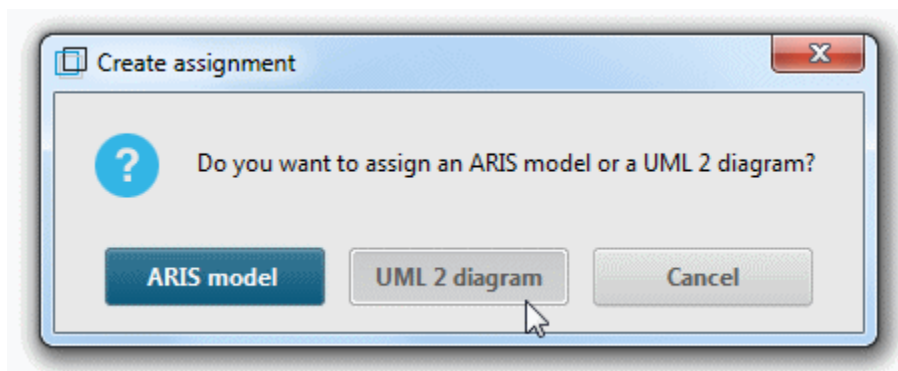 Create assignment
Do you want to assign an ARIS model or a UML 2 diagram?
ARIS model
UML 2 diagram
Cancel